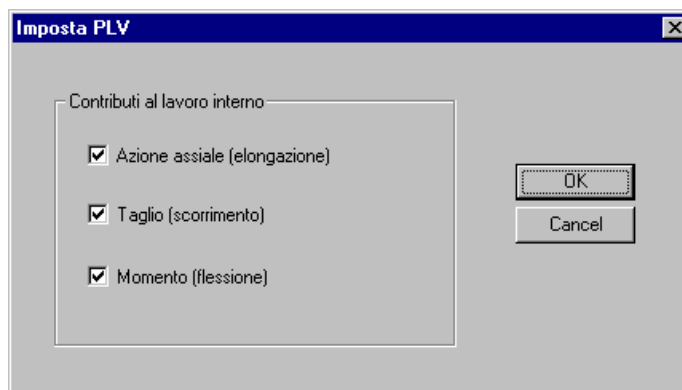 Imposta PLV
Contributi al lavoro interno
Azione assiale (elongazione)
Taglio (scorrimento)
Momento (flessione)
OK
Cancel